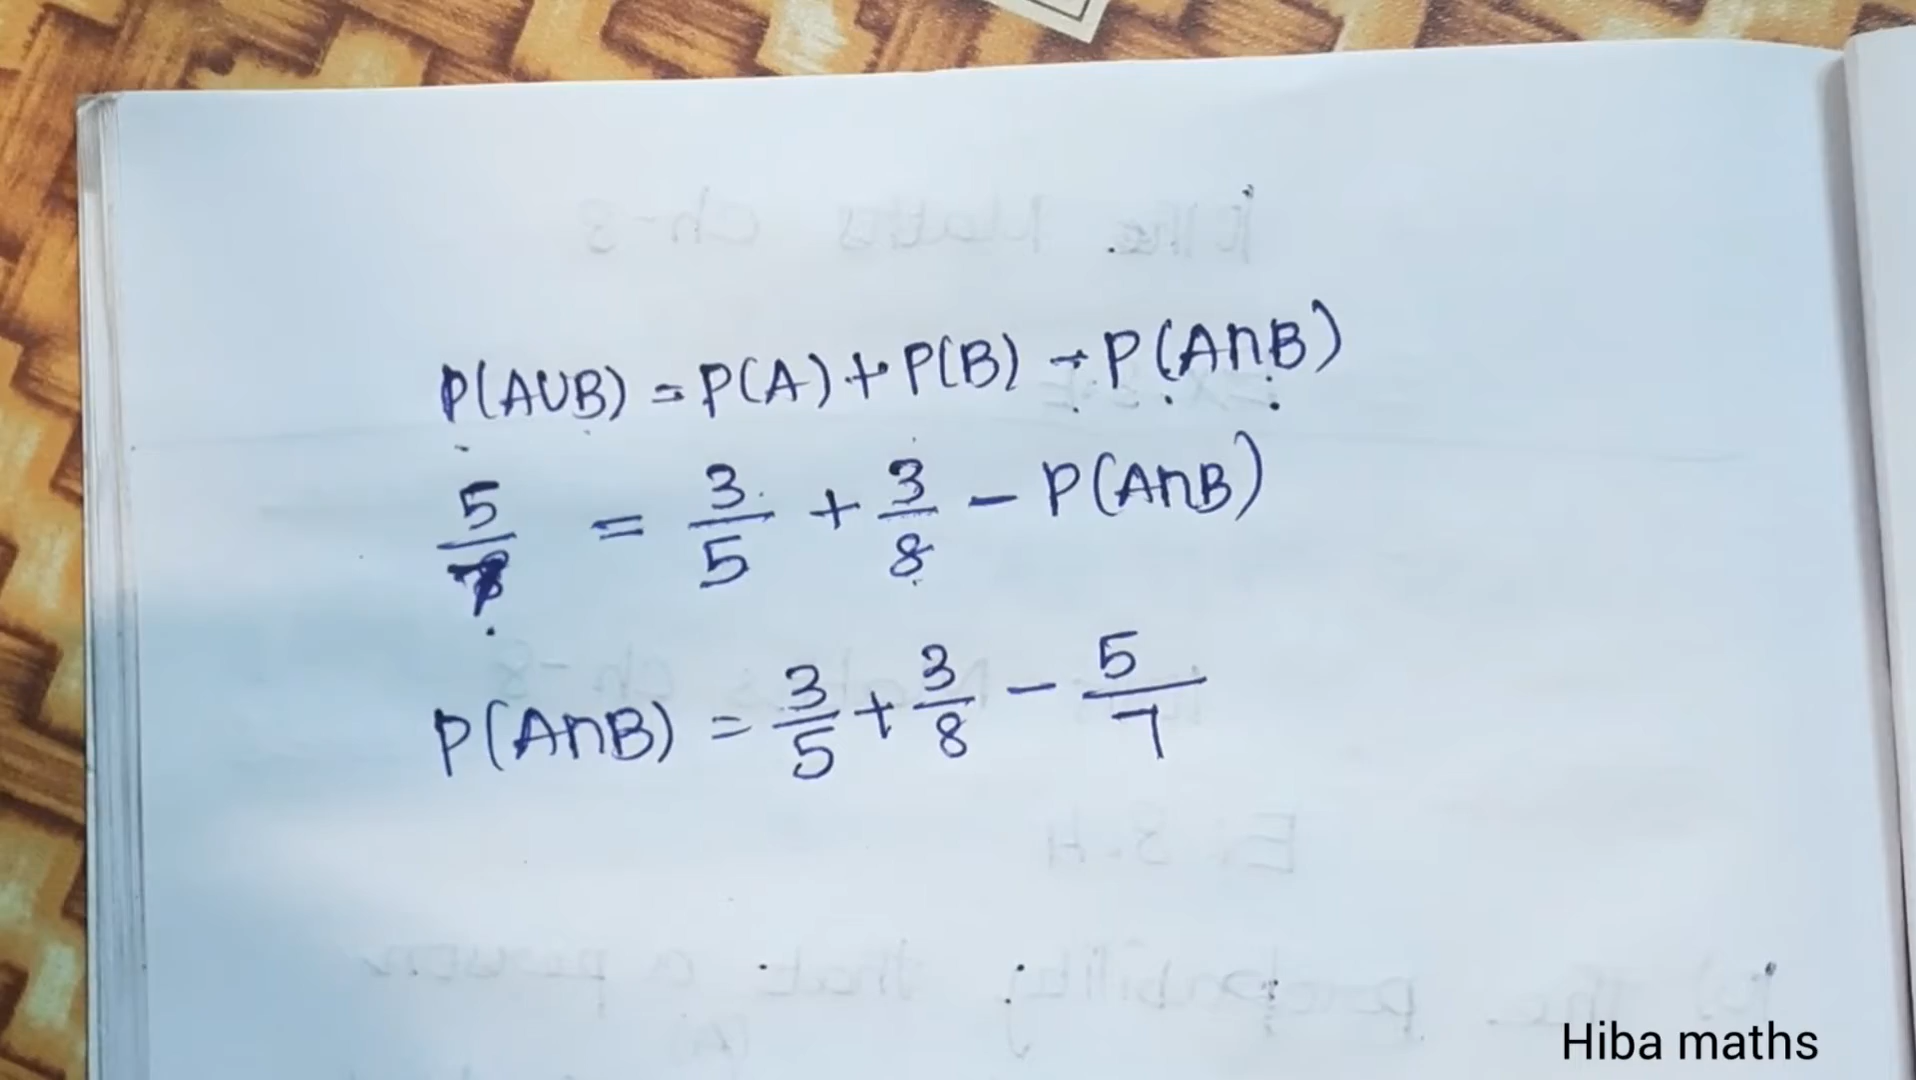 P(A∪B) = P(A) + P(B) - P(A∩B)
5/7 = 3/5 + 3/8 - P(A∩B)
P(A∩B) = 3/5 + 3/8 - 5/7
Hiba maths